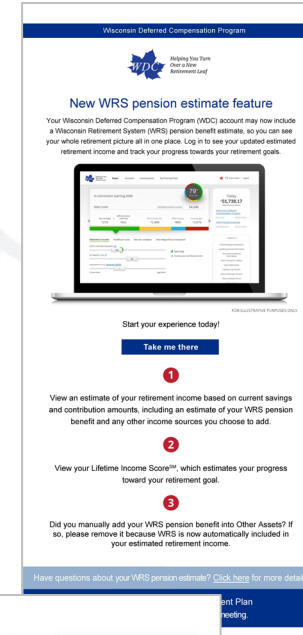 Wisconsin Deferred Compensation Program
WDC
Helping You Turn
Over a New
Retirement Leaf
New WRS pension estimate feature
Your Wisconsin Deferred Compensation Program (WDC) account may now include
a Wisconsin Retirement System (WRS) pension benefit estimate, so you can see
your whole retirement picture all in one place. Log in to see your updated estimated
retirement income and track your progress towards your retirement goals.
79
Today
$1,738.17
FOR ILLUSTRATIVE PURPOSES ONLY
Start your experience today!
Take me there
1
View an estimate of your retirement income based on current savings
and contribution amounts, including an estimate of your WRS pension
benefit and any other income sources you choose to add.
2
View your Lifetime Income Score℠, which estimates your progress
toward your retirement goal.
3
Did you manually add your WRS pension benefit into Other Assets? If
so, please remove it because WRS is now automatically included in
your estimated retirement income.
Have questions about your WRS pension estimate? Click here for more detail
ent Plan
meeting.